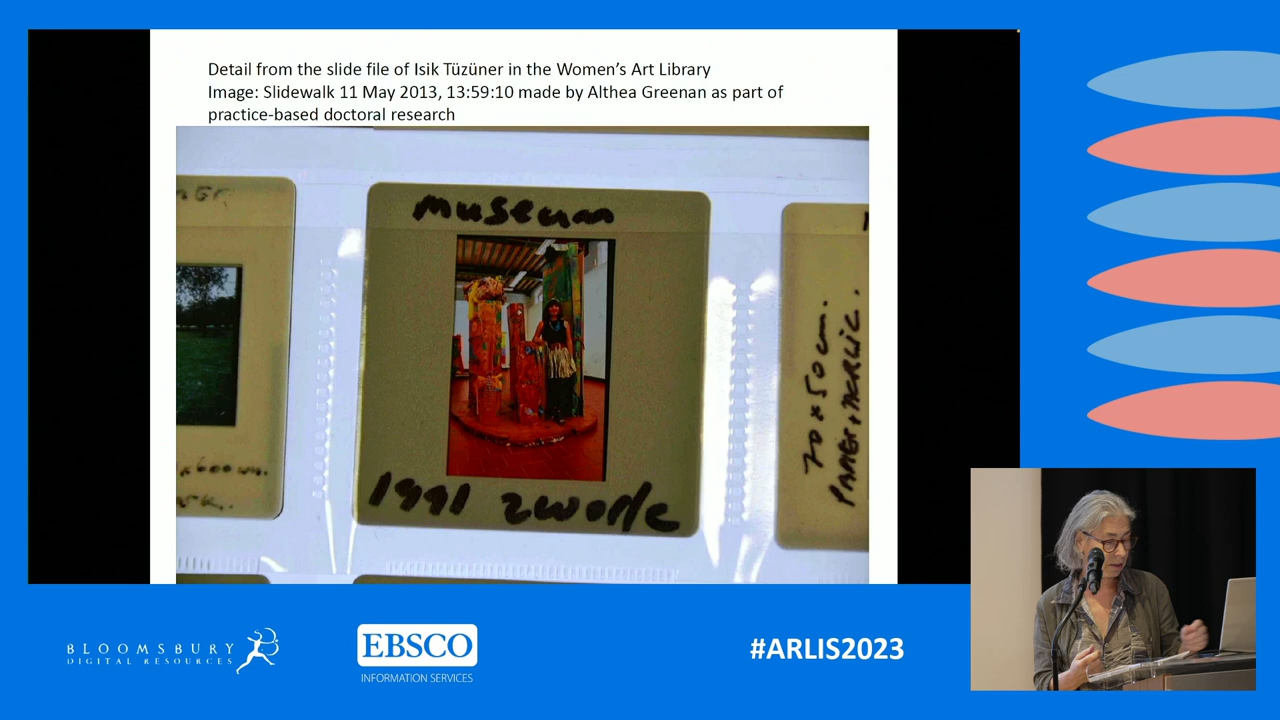 Detail from the slide file of Isik Tüzüner in the Women's Art Library
Image: Slidewalk 11 May 2013, 13:59:10 made by Althea Greenan as part of
practice-based doctoral research
museum
1991 zwolle
70 x 50 cm.
BLOOMSBURY
DIGITAL RESOURCES
EBSCO
INFORMATION SERVICES
#ARLIS2023